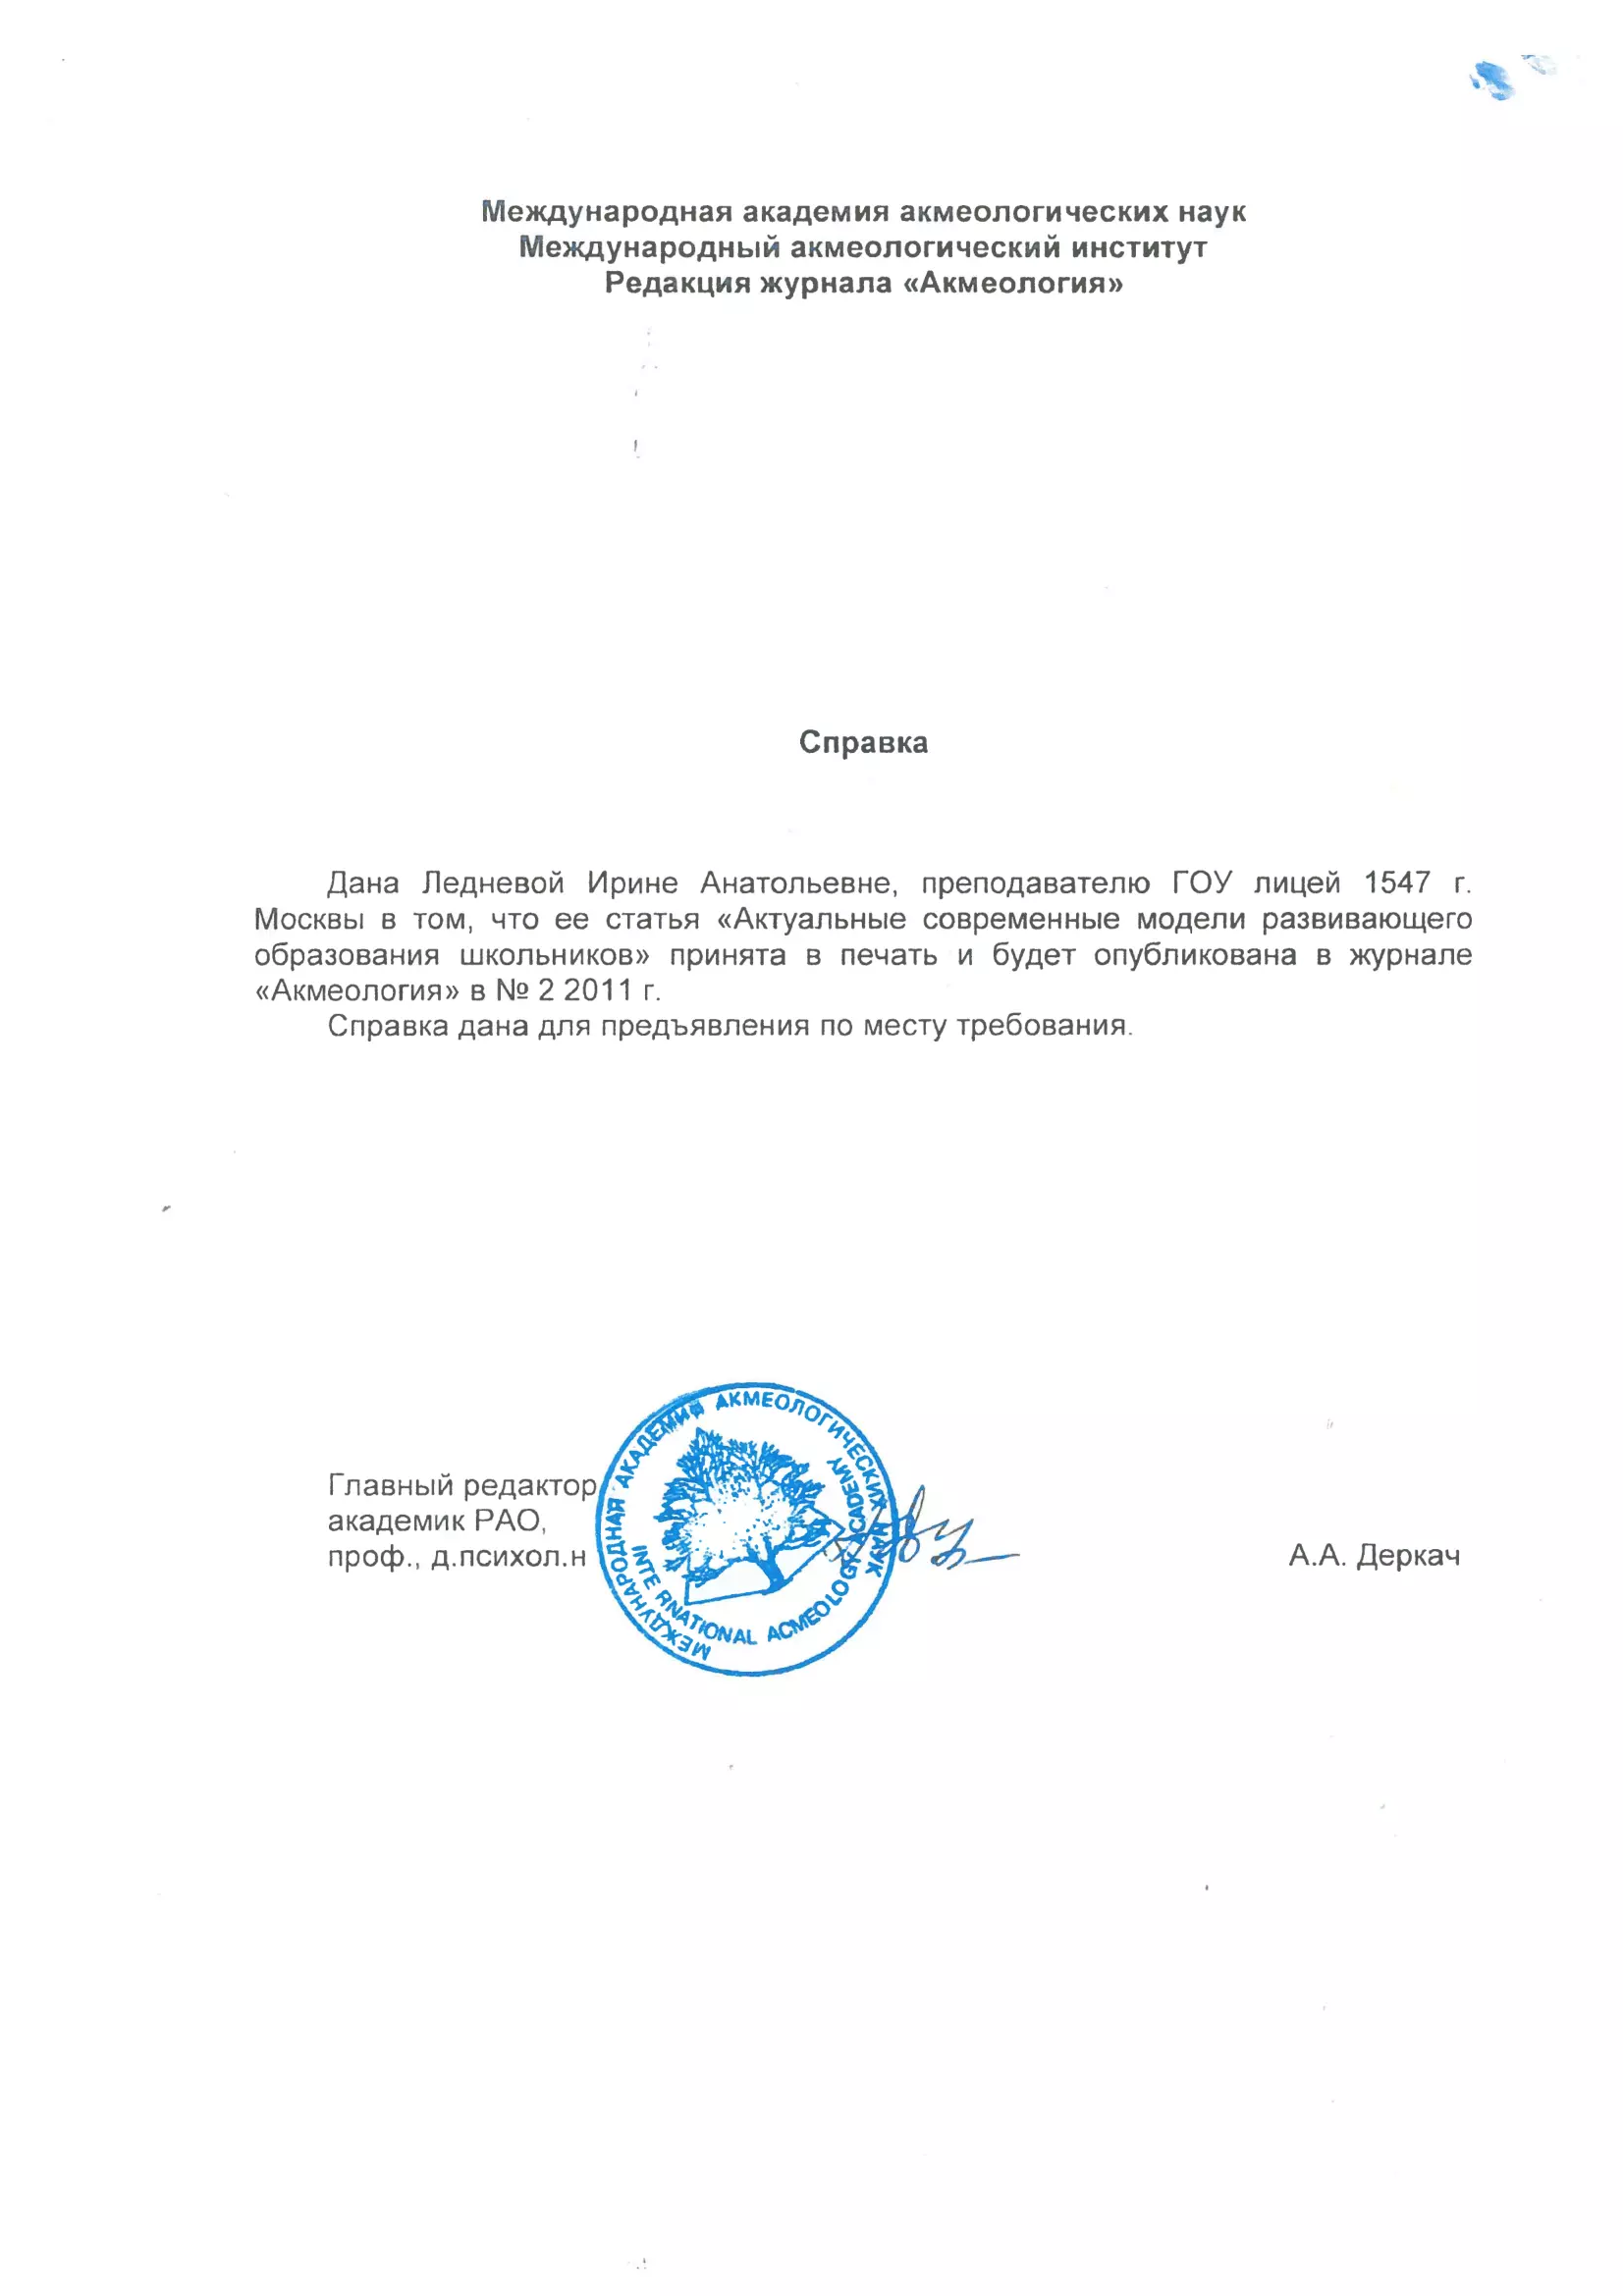 Международная академия акмеологических наук
Международный акмеологический институт
Редакция журнала «Акмеология»
Справка
Дана Ледневой Ирине Анатольевне, преподавателю ГОУ лицей 1547 г.
Москвы в том, что ее статья «Актуальные современные модели развивающего
образования школьников» принята в печать и будет опубликована в журнале
«Акмеология» в № 2 2011 г.
Справка дана для предъявления по месту требования.
Главный редактор
академик РАО,
проф., д.психол.н
А.А. Деркач
МЕЖДУНАРОДНАЯ АКАДЕМИЯ АКМЕОЛОГИЧЕСКИХ НАУК
INTERNATIONAL ACMEOLOGY ACADEMY